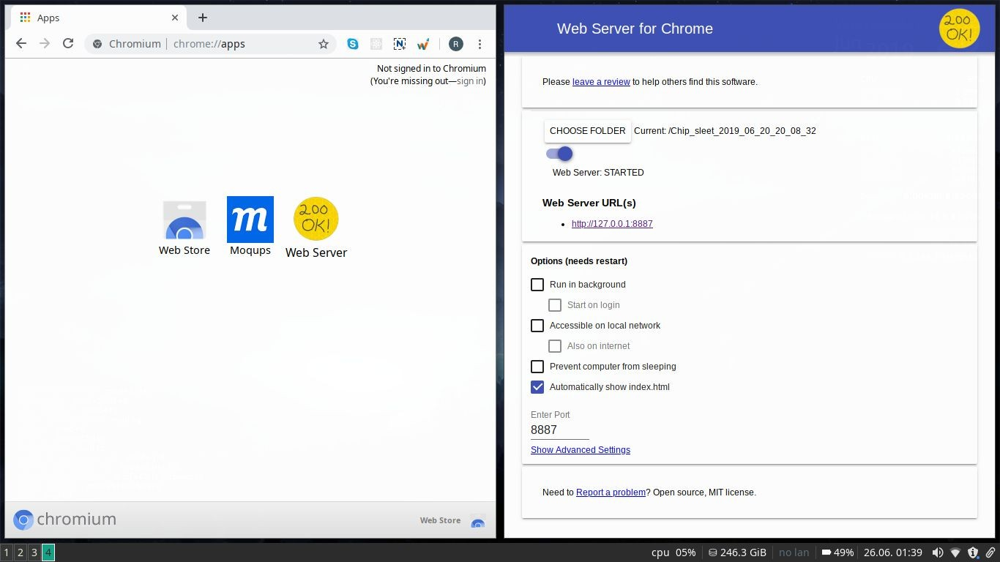 Apps
Chromium | chrome://apps
R
Not signed in to Chromium
(You're missing out—sign in)
200
OK!
Web Store
m
Moqups
Web Server
chromium
Web Store
Web Server for Chrome
200
OK!
Please leave a review to help others find this software.
CHOOSE FOLDER Current: /Chip_sleet_2019_06_20_20_08_32
Web Server: STARTED
Web Server URL(s)
http://127.0.0.1:8887
Options (needs restart)
Run in background
Start on login
Accessible on local network
Also on internet
Prevent computer from sleeping
Automatically show index.html
Enter Port
8887
Show Advanced Settings
Need to Report a problem? Open source, MIT license.
1 2 3 4
cpu 05% 246.3 GiB no lan 49% 26.06. 01:39